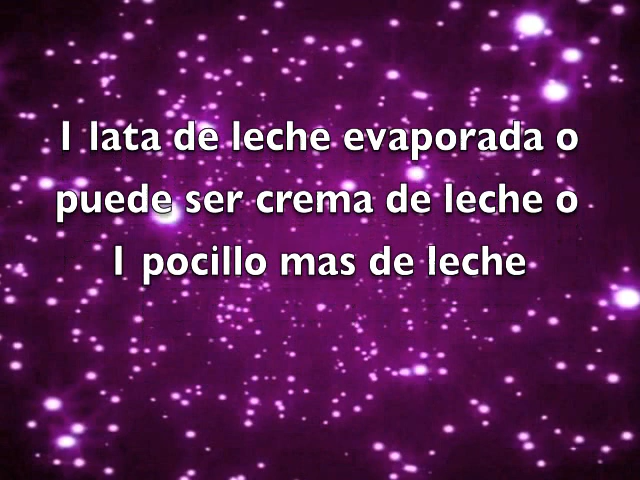 1 lata de leche evaporada o
puede ser crema de leche o
1 pocillo mas de leche